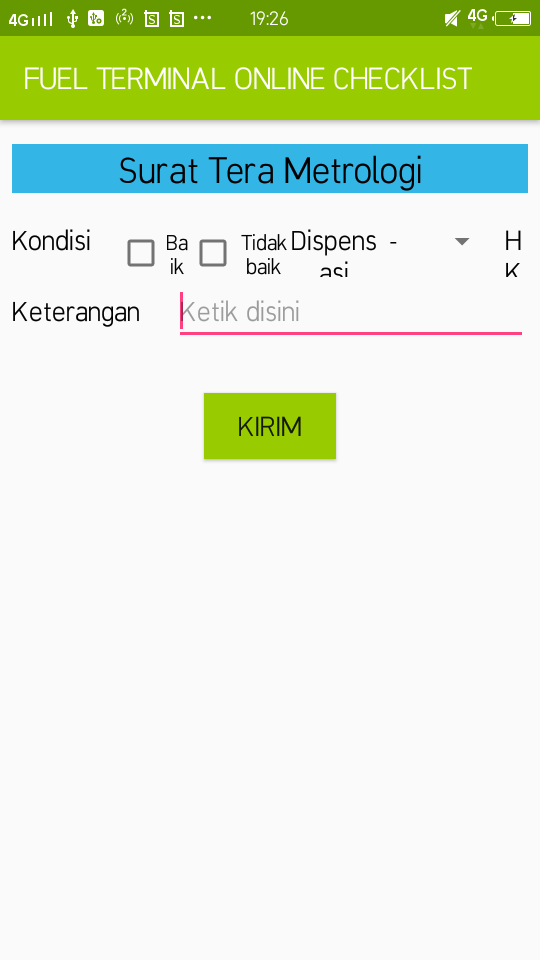 4G 19:26 4G
FUEL TERMINAL ONLINE CHECKLIST
Surat Tera Metrologi
Kondisi Ba Tidak Dispens - H
ik baik asi K
Keterangan Ketik disini
KIRIM